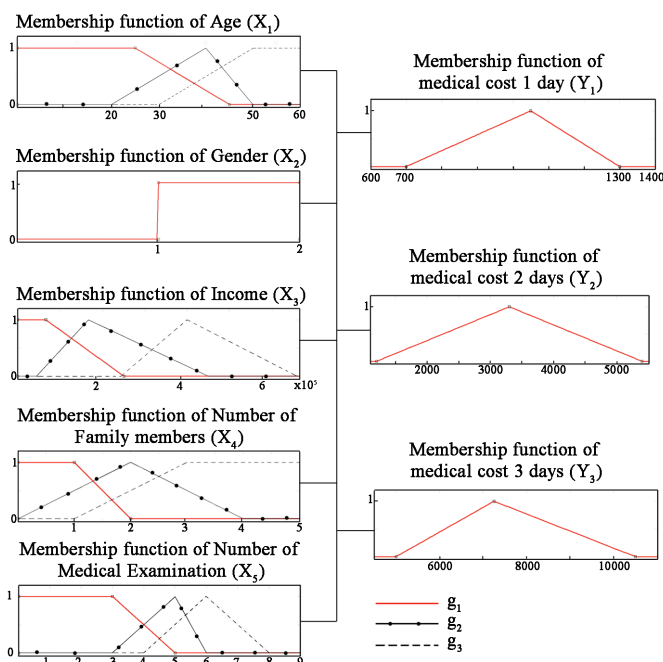 Membership function of Age (X1)
1
0
20 30 40 50 60
Membership function of Gender (X2)
1
0
1 2
Membership function of Income (X3)
1
0
2 4 6 x10⁵
Membership function of Number of
Family members (X4)
1
0
1 2 3 4 5
Membership function of Number of
Medical Examination (X5)
1
0
1 2 3 4 5 6 7 8 9
Membership function of
medical cost 1 day (Y1)
1
600 700 1300 1400
Membership function of
medical cost 2 days (Y2)
1
2000 3000 4000 5000
Membership function of
medical cost 3 days (Y3)
1
6000 8000 10000
g1
g2
g3